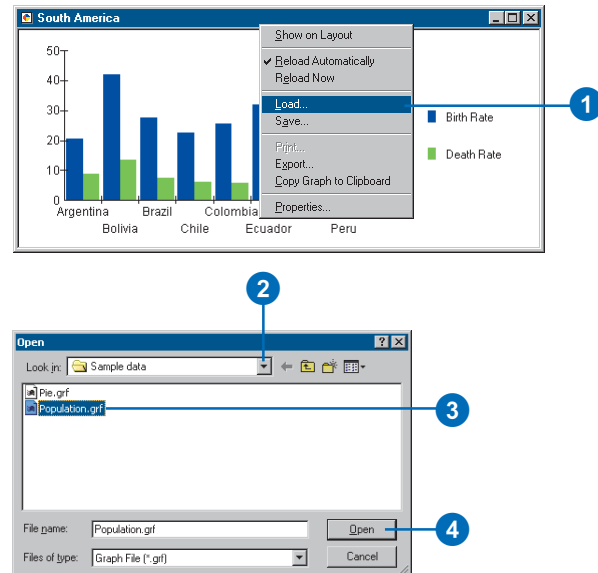 South America
Show on Layout
Reload Automatically
Reload Now
Load...
Save...
Print...
Export...
Copy Graph to Clipboard
Properties...
1
50
40
30
20
10
0
Argentina
Brazil
Colombia
Bolivia
Chile
Ecuador
Peru
Birth Rate
Death Rate
2
Open
Look in:
Sample data
Pie.grf
Population.grf
3
File name:
Population.grf
Open
4
Files of type:
Graph File (*.grf)
Cancel